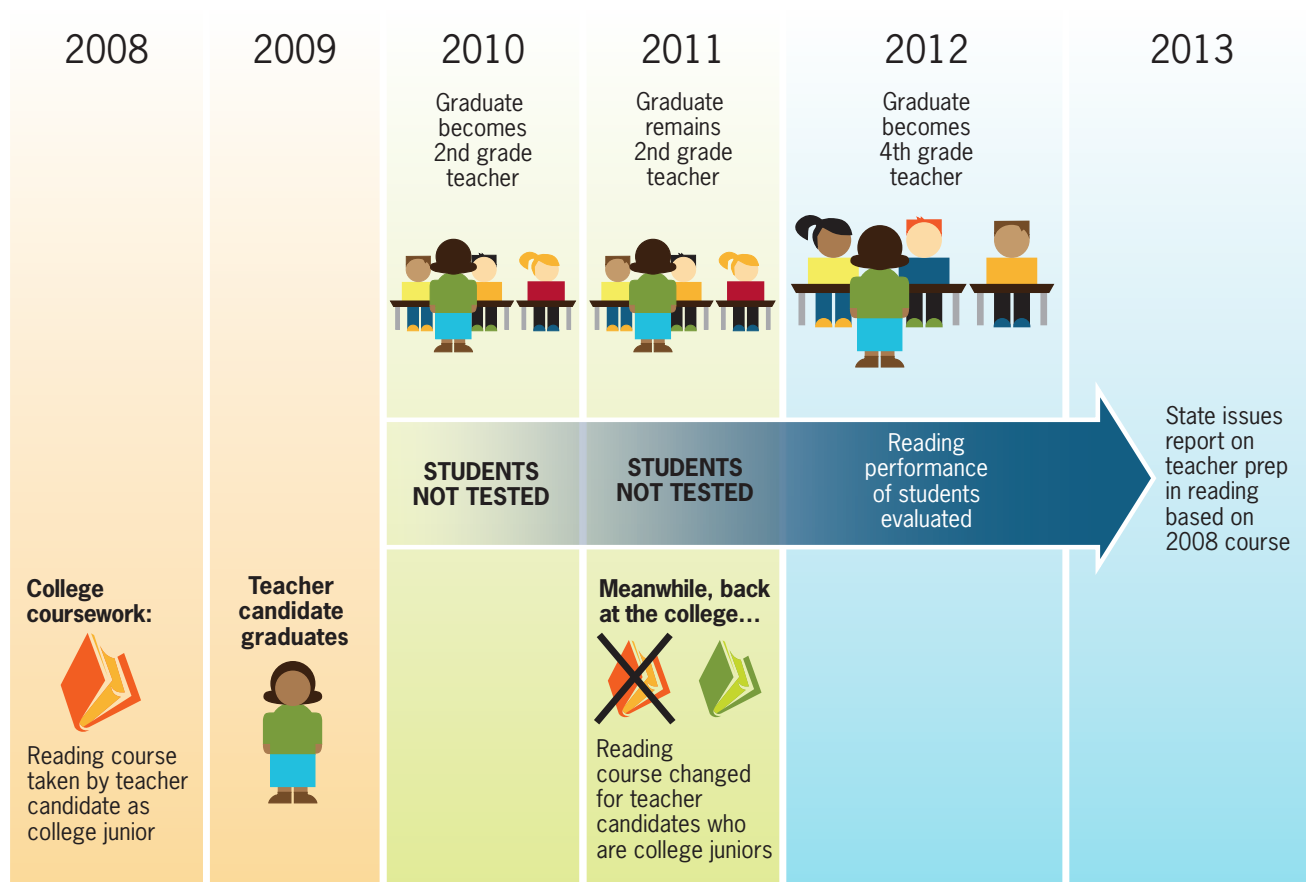 2008
College
coursework:
Reading course
taken by teacher
candidate as
college junior
2009
Teacher
candidate
graduates
2010
Graduate
becomes
2nd grade
teacher
STUDENTS
NOT TESTED
2011
Graduate
remains
2nd grade
teacher
STUDENTS
NOT TESTED
Meanwhile, back
at the college…
Reading
course changed
for teacher
candidates who
are college juniors
2012
Graduate
becomes
4th grade
teacher
Reading
performance
of students
evaluated
2013
State issues
report on
teacher prep
in reading
based on
2008 course